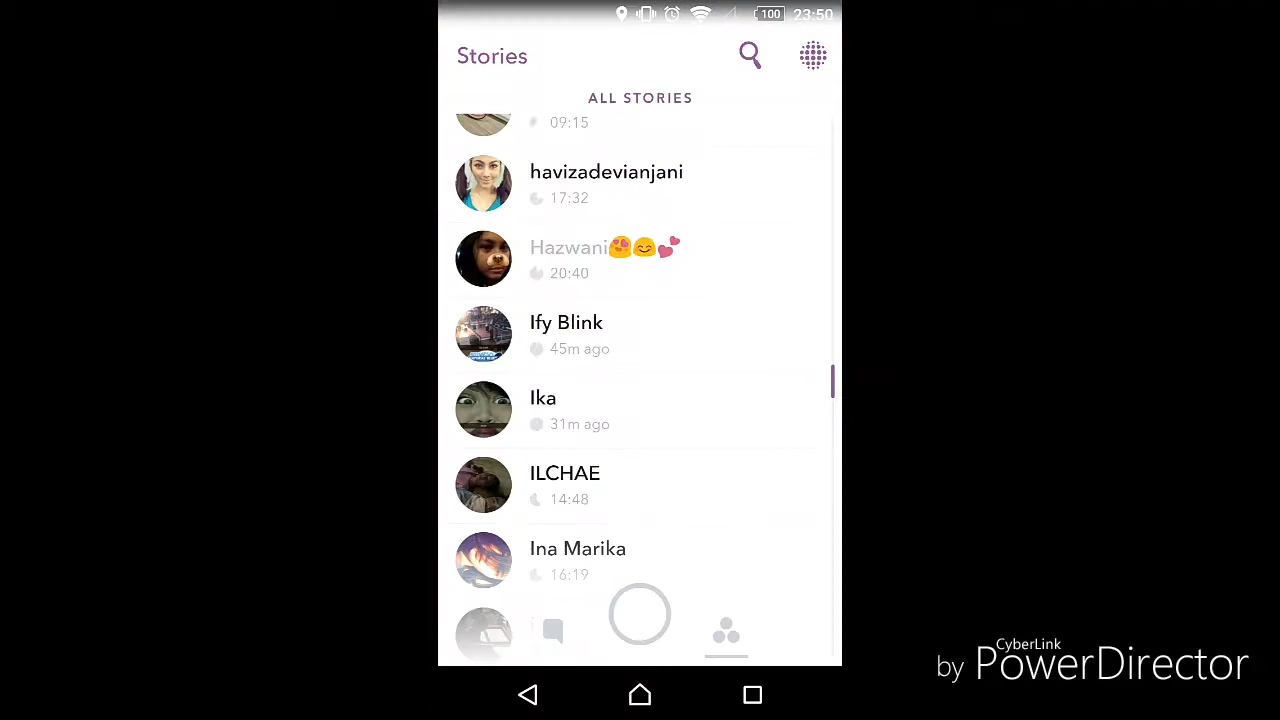 100 23:50
Stories
ALL STORIES
09:15
havizadevianjani
17:32
Hazwani😍😊💕
20:40
Ify Blink
45m ago
Ika
31m ago
ILCHAE
14:48
Ina Marika
16:19
CyberLink
by PowerDirector